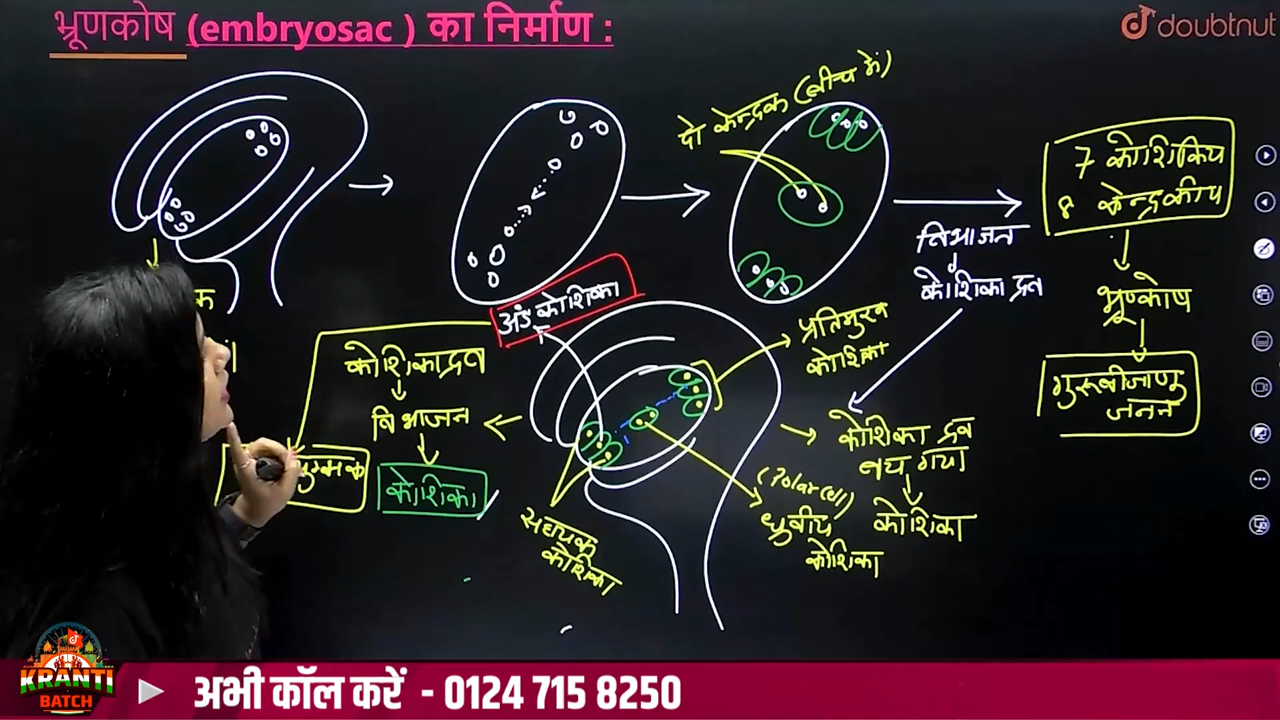 भ्रूणकोष (embryosac ) का निर्माण :
doubtnut
दो केन्द्रक (बीच में)
7 कोशिकिय
8 केन्द्रकीय
विभाजन
कोशिका द्रव
भ्रूणकोष
गुरुबीजाणु
जनन
अंड कोशिका
प्रतिमुख
कोशिका
कोशिकाद्रव
विभाजन
कोशिका
युग्मक
सहायक
कोशिका
(Polar cell)
ध्रुवीय
कोशिका
कोशिका द्रव
बच गया
कोशिका
KRANTI
BATCH
अभी कॉल करें - 0124 715 8250